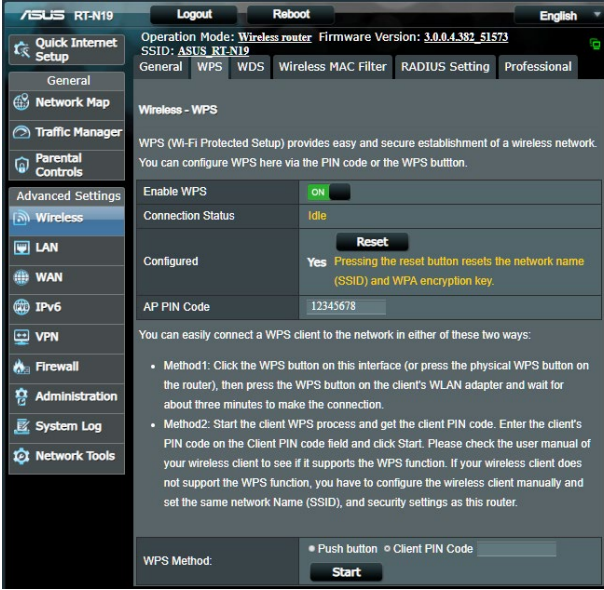 ASUS RT-N19 Logout Reboot English
Quick Internet Setup
General
Network Map
Traffic Manager
Parental Controls
Advanced Settings
Wireless
LAN
WAN
IPv6
VPN
Firewall
Administration
System Log
Network Tools
Operation Mode: Wireless router Firmware Version: 3.0.0.4.382_51573
SSID: ASUS_RT-N19
General WPS WDS Wireless MAC Filter RADIUS Setting Professional
Wireless - WPS
WPS (Wi-Fi Protected Setup) provides easy and secure establishment of a wireless network.
You can configure WPS here via the PIN code or the WPS buttton.
Enable WPS ON
Connection Status Idle
Configured Yes Reset
Pressing the reset button resets the network name
(SSID) and WPA encryption key.
AP PIN Code 12345678
You can easily connect a WPS client to the network in either of these two ways:
• Method1: Click the WPS button on this interface (or press the physical WPS button on
the router), then press the WPS button on the client's WLAN adapter and wait for
about three minutes to make the connection.
• Method2: Start the client WPS process and get the client PIN code. Enter the client's
PIN code on the Client PIN code field and click Start. Please check the user manual of
your wireless client to see if it supports the WPS function. If your wireless client does
not support the WPS function, you have to configure the wireless client manually and
set the same network Name (SSID), and security settings as this router.
WPS Method: Push button Client PIN Code
Start